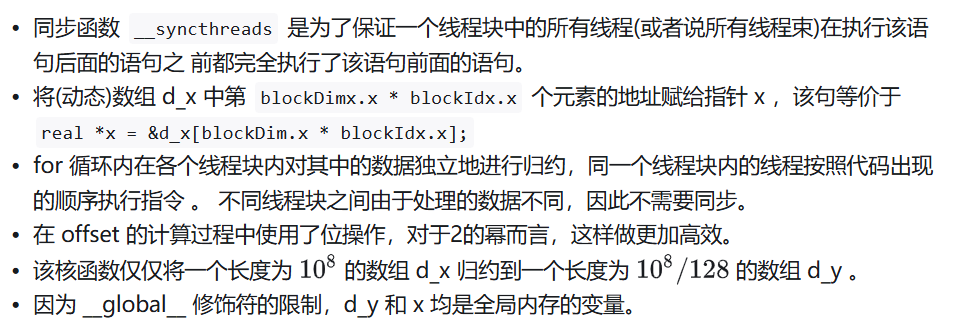 • 同步函数 __syncthreads 是为了保证一个线程块中的所有线程(或者说所有线程束)在执行该语
句后面的语句之 前都完全执行了该语句前面的语句。
• 将(动态)数组 d_x 中第 blockDimx.x * blockIdx.x 个元素的地址赋给指针 x ，该句等价于
real *x = &d_x[blockDim.x * blockIdx.x];
• for 循环内在各个线程块内对其中的数据独立地进行归约，同一个线程块内的线程按照代码出现
的顺序执行指令 。 不同线程块之间由于处理的数据不同，因此不需要同步。
• 在 offset 的计算过程中使用了位操作，对于2的幂而言，这样做更加高效。
• 该核函数仅仅将一个长度为 10⁸ 的数组 d_x 归约到一个长度为 10⁸/128 的数组 d_y 。
• 因为 __global__ 修饰符的限制，d_y 和 x 均是全局内存的变量。